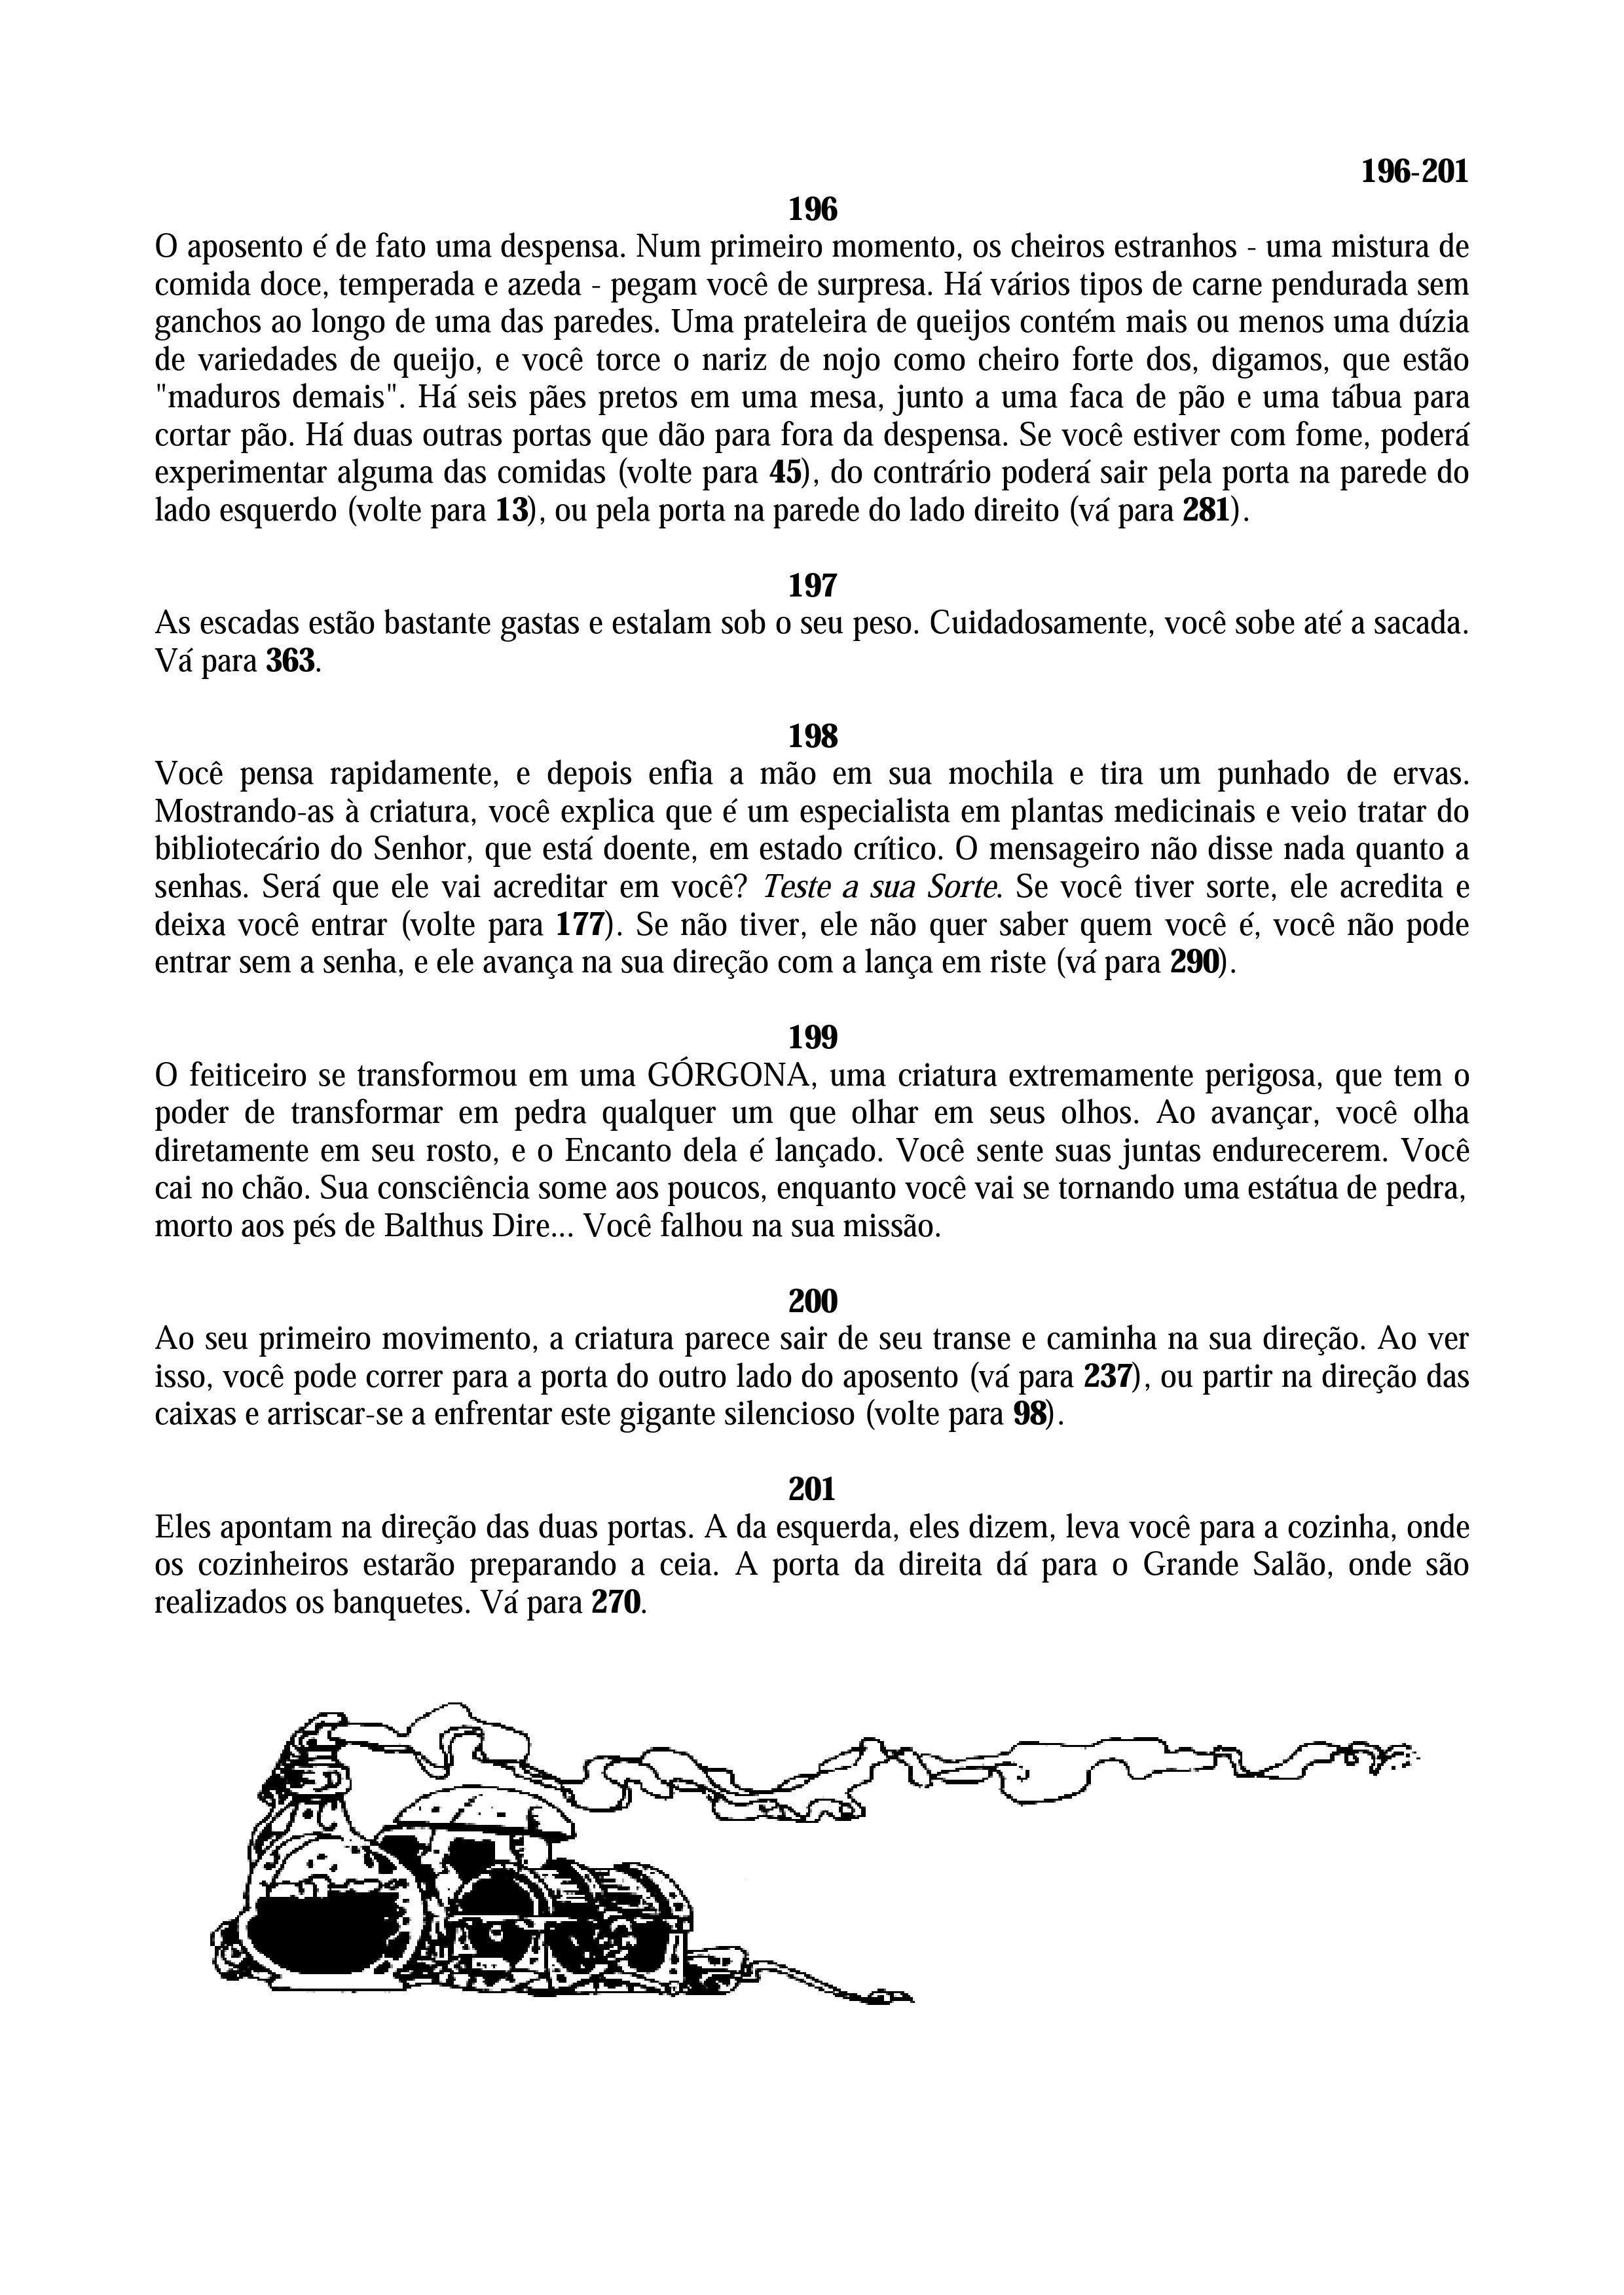 196-201
196
O aposento é de fato uma despensa. Num primeiro momento, os cheiros estranhos - uma mistura de
comida doce, temperada e azeda - pegam você de surpresa. Há vários tipos de carne pendurada sem
ganchos ao longo de uma das paredes. Uma prateleira de queijos contém mais ou menos uma dúzia
de variedades de queijo, e você torce o nariz de nojo como cheiro forte dos, digamos, que estão
"maduros demais". Há seis pães pretos em uma mesa, junto a uma faca de pão e uma tábua para
cortar pão. Há duas outras portas que dão para fora da despensa. Se você estiver com fome, poderá
experimentar alguma das comidas (volte para 45), do contrário poderá sair pela porta na parede do
lado esquerdo (volte para 13), ou pela porta na parede do lado direito (vá para 281).
197
As escadas estão bastante gastas e estalam sob o seu peso. Cuidadosamente, você sobe até a sacada.
Vá para 363.
198
Você pensa rapidamente, e depois enfia a mão em sua mochila e tira um punhado de ervas.
Mostrando-as à criatura, você explica que é um especialista em plantas medicinais e veio tratar do
bibliotecário do Senhor, que está doente, em estado crítico. O mensageiro não disse nada quanto a
senhas. Será que ele vai acreditar em você? Teste a sua Sorte. Se você tiver sorte, ele acredita e
deixa você entrar (volte para 177). Se não tiver, ele não quer saber quem você é, você não pode
entrar sem a senha, e ele avança na sua direção com a lança em riste (vá para 290).
199
O feiticeiro se transformou em uma GÓRGONA, uma criatura extremamente perigosa, que tem o
poder de transformar em pedra qualquer um que olhar em seus olhos. Ao avançar, você olha
diretamente em seu rosto, e o Encanto dela é lançado. Você sente suas juntas endurecerem. Você
cai no chão. Sua consciência some aos poucos, enquanto você vai se tornando uma estátua de pedra,
morto aos pés de Balthus Dire... Você falhou na sua missão.
200
Ao seu primeiro movimento, a criatura parece sair de seu transe e caminha na sua direção. Ao ver
isso, você pode correr para a porta do outro lado do aposento (vá para 237), ou partir na direção das
caixas e arriscar-se a enfrentar este gigante silencioso (volte para 98).
201
Eles apontam na direção das duas portas. A da esquerda, eles dizem, leva você para a cozinha, onde
os cozinheiros estarão preparando a ceia. A porta da direita dá para o Grande Salão, onde são
realizados os banquetes. Vá para 270.